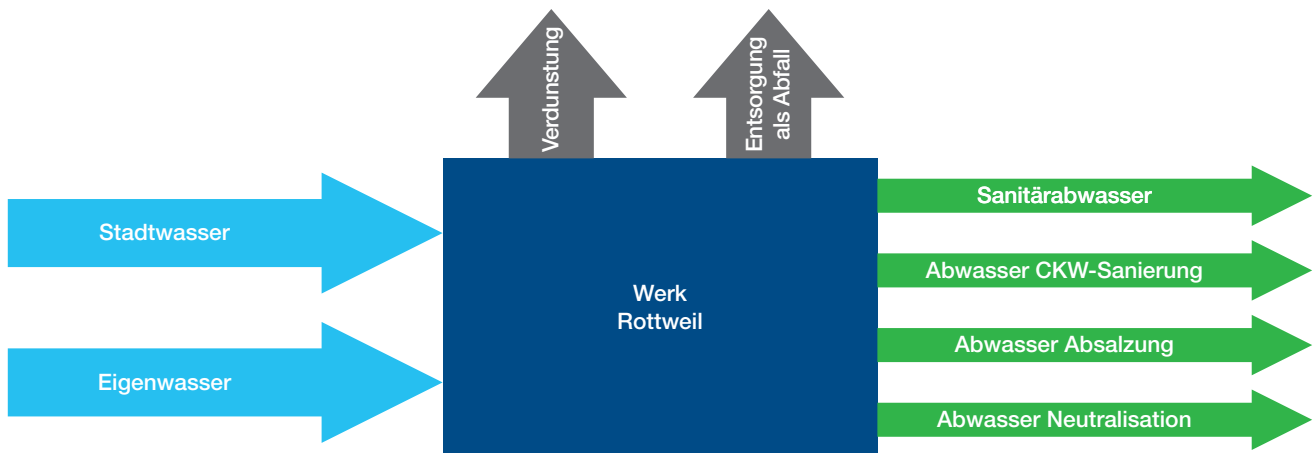 Verdunstung
Entsorgung
als Abfall
Stadtwasser
Eigenwasser
Werk
Rottweil
Sanitärabwasser
Abwasser CKW-Sanierung
Abwasser Absalzung
Abwasser Neutralisation